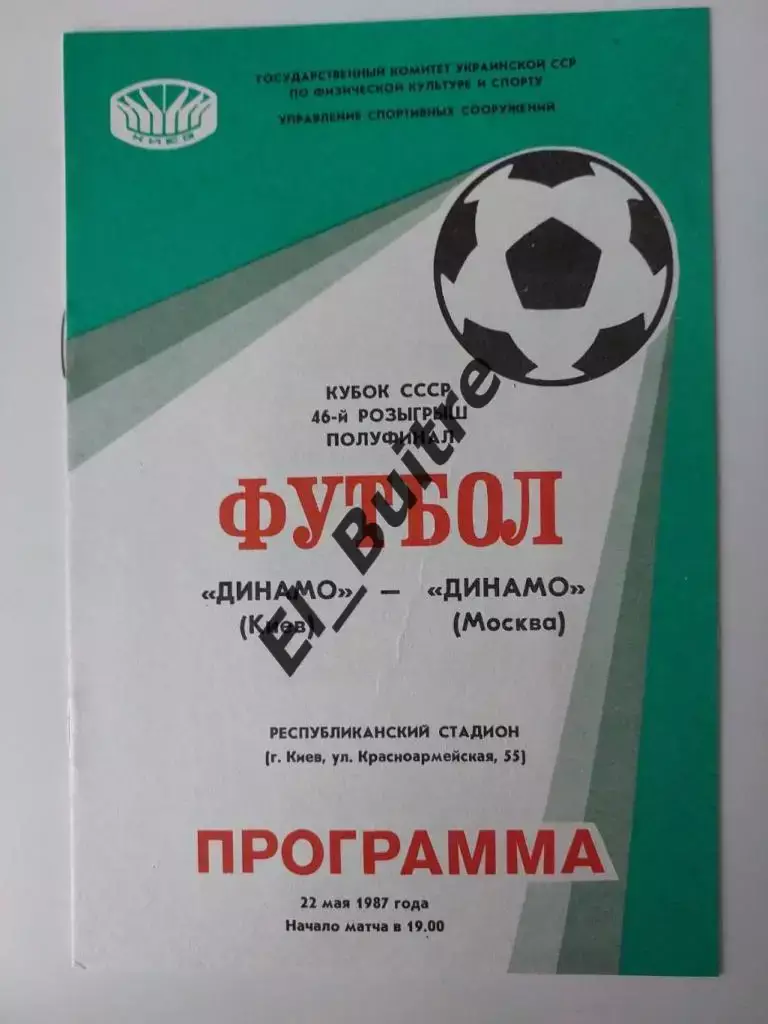 КИЕВ
ГОСУДАРСТВЕННЫЙ КОМИТЕТ УКРАИНСКОЙ ССР
ПО ФИЗИЧЕСКОЙ КУЛЬТУРЕ И СПОРТУ
УПРАВЛЕНИЕ СПОРТИВНЫХ СООРУЖЕНИЙ
КУБОК СССР
46-й РОЗЫГРЫШ
ПОЛУФИНАЛ
ФУТБОЛ
«ДИНАМО» — «ДИНАМО»
(Киев) (Москва)
El_Buitre
РЕСПУБЛИКАНСКИЙ СТАДИОН
(г. Киев, ул. Красноармейская, 55)
ПРОГРАММА
22 мая 1987 года
Начало матча в 19.00